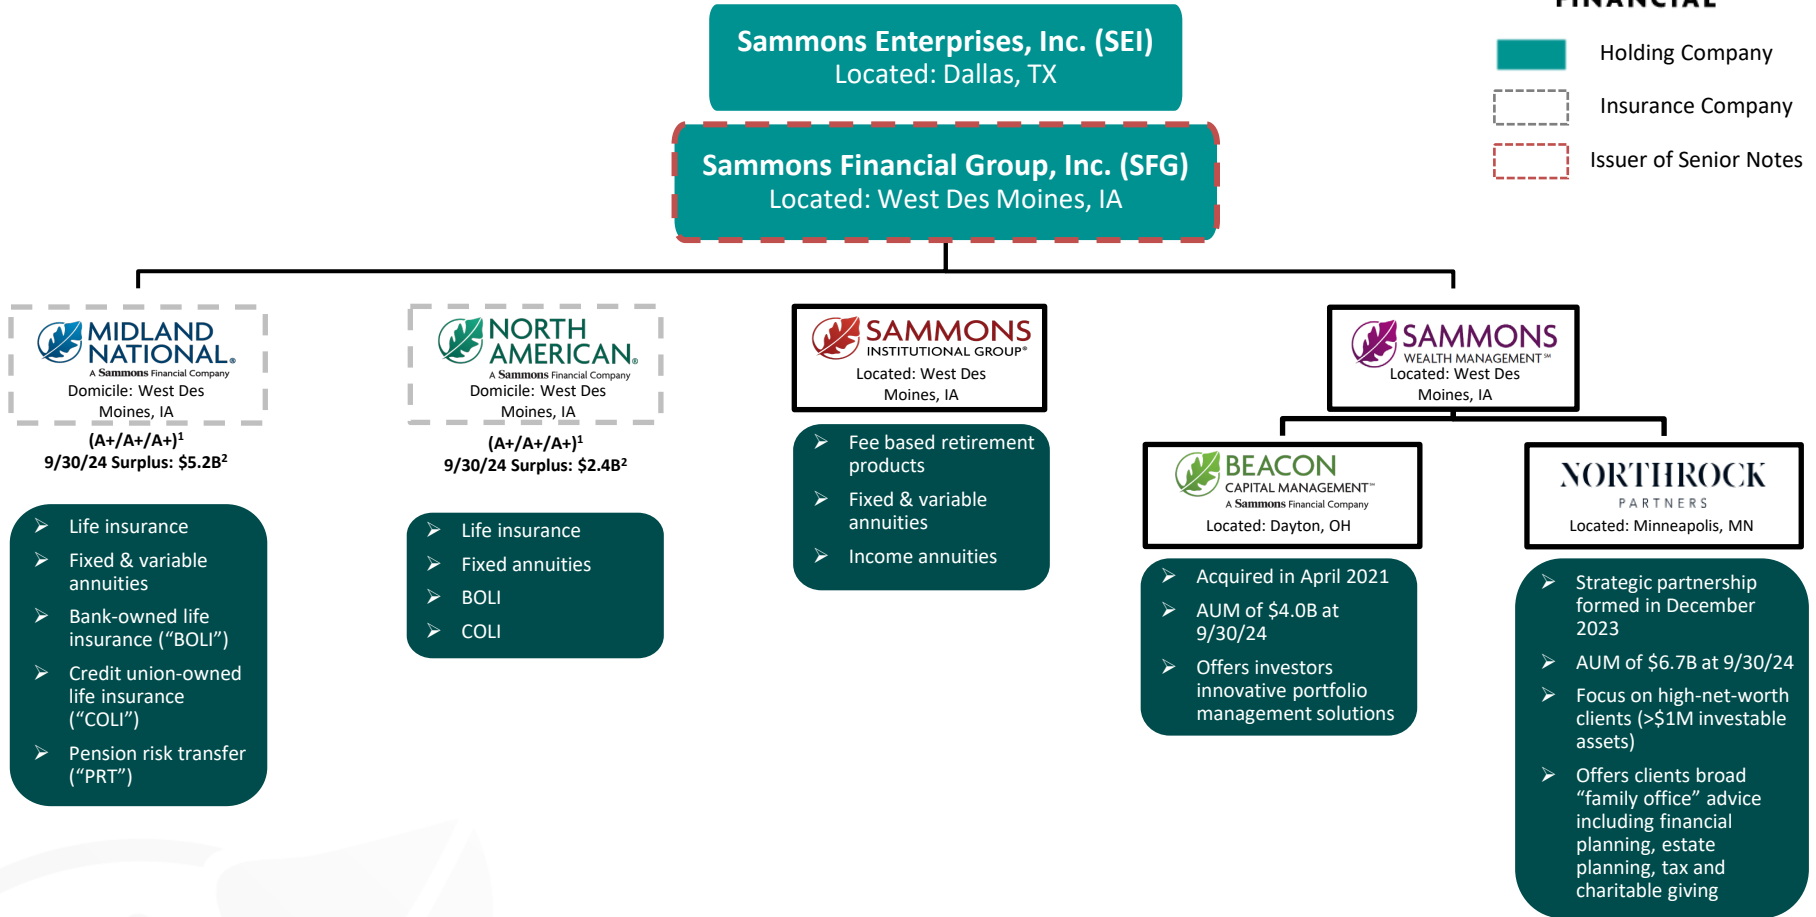 FINANCIAL
Holding Company
Insurance Company
Issuer of Senior Notes
Sammons Enterprises, Inc. (SEI)
Located: Dallas, TX
Sammons Financial Group, Inc. (SFG)
Located: West Des Moines, IA
MIDLAND
NATIONAL®
A Sammons Financial Company
Domicile: West Des
Moines, IA
(A+/A+/A+)¹
9/30/24 Surplus: $5.2B²
➢ Life insurance
➢ Fixed & variable
annuities
➢ Bank-owned life
insurance (“BOLI”)
➢ Credit union-owned
life insurance
(“COLI”)
➢ Pension risk transfer
(“PRT”)
NORTH
AMERICAN®
A Sammons Financial Company
Domicile: West Des
Moines, IA
(A+/A+/A+)¹
9/30/24 Surplus: $2.4B²
➢ Life insurance
➢ Fixed annuities
➢ BOLI
➢ COLI
SAMMONS
INSTITUTIONAL GROUP®
Located: West Des
Moines, IA
➢ Fee based retirement
products
➢ Fixed & variable
annuities
➢ Income annuities
SAMMONS
WEALTH MANAGEMENT℠
Located: West Des
Moines, IA
BEACON
CAPITAL MANAGEMENT™
A Sammons Financial Company
Located: Dayton, OH
➢ Acquired in April 2021
➢ AUM of $4.0B at
9/30/24
➢ Offers investors
innovative portfolio
management solutions
NORTHROCK
PARTNERS
Located: Minneapolis, MN
➢ Strategic partnership
formed in December
2023
➢ AUM of $6.7B at 9/30/24
➢ Focus on high-net-worth
clients (>$1M investable
assets)
➢ Offers clients broad
“family office” advice
including financial
planning, estate
planning, tax and
charitable giving